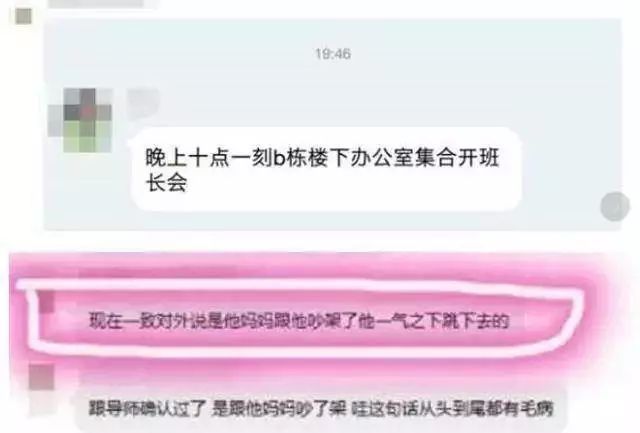 19:46
晚上十点一刻b栋楼下办公室集合开班
长会
现在一致对外说是他妈妈跟他吵架了他一气之下跳下去的
跟导师确认过了 是跟他妈妈吵了架 哇这句话从头到尾都有毛病